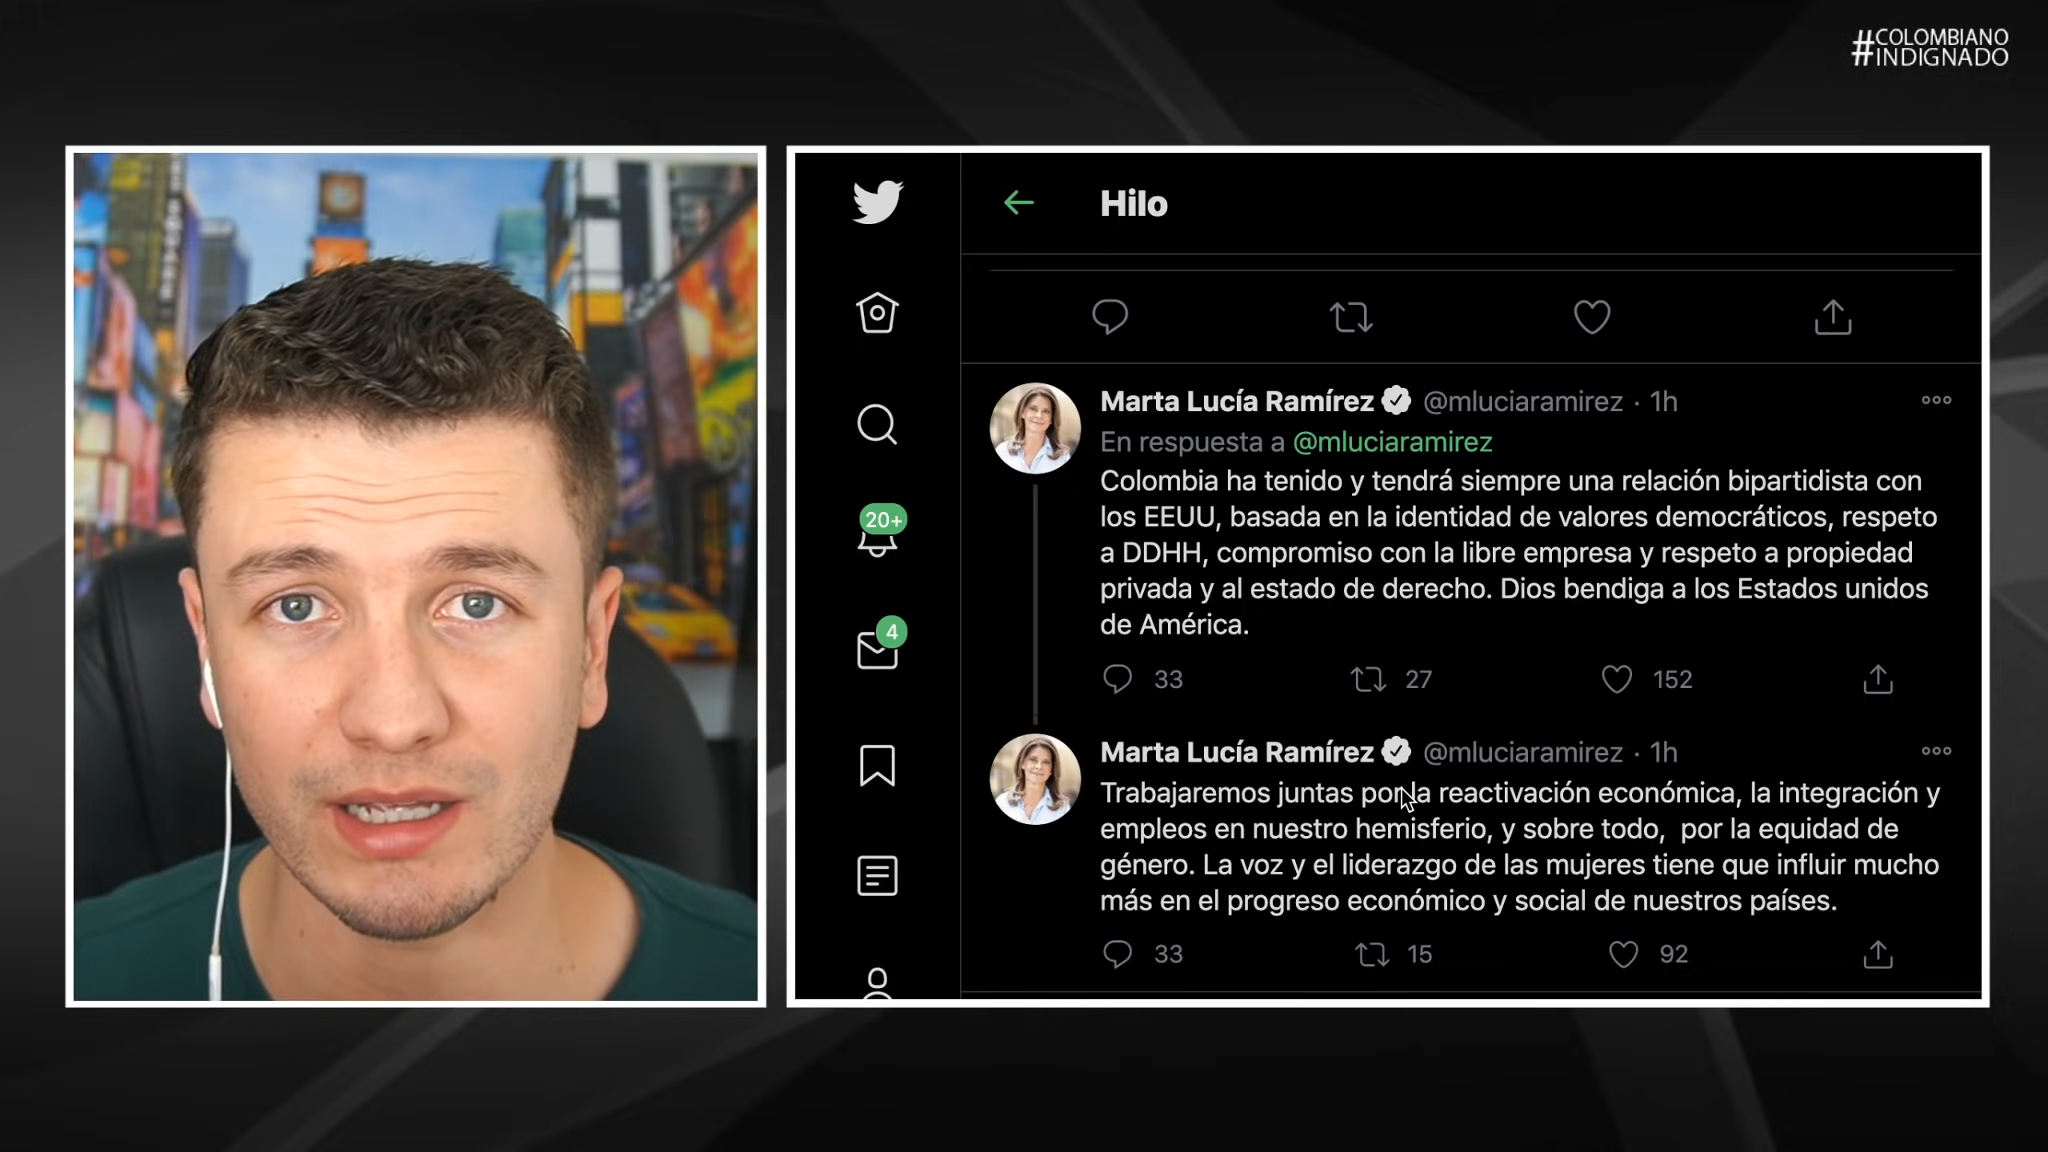 #COLOMBIANO
INDIGNADO
Hilo
Marta Lucía Ramírez @mluciaramirez · 1h
En respuesta a @mluciaramirez
Colombia ha tenido y tendrá siempre una relación bipartidista con
los EEUU, basada en la identidad de valores democráticos, respeto
a DDHH, compromiso con la libre empresa y respeto a propiedad
privada y al estado de derecho. Dios bendiga a los Estados unidos
de América.
33 27 152
20+
4
Marta Lucía Ramírez @mluciaramirez · 1h
Trabajaremos juntas por la reactivación económica, la integración y
empleos en nuestro hemisferio, y sobre todo, por la equidad de
género. La voz y el liderazgo de las mujeres tiene que influir mucho
más en el progreso económico y social de nuestros países.
33 15 92